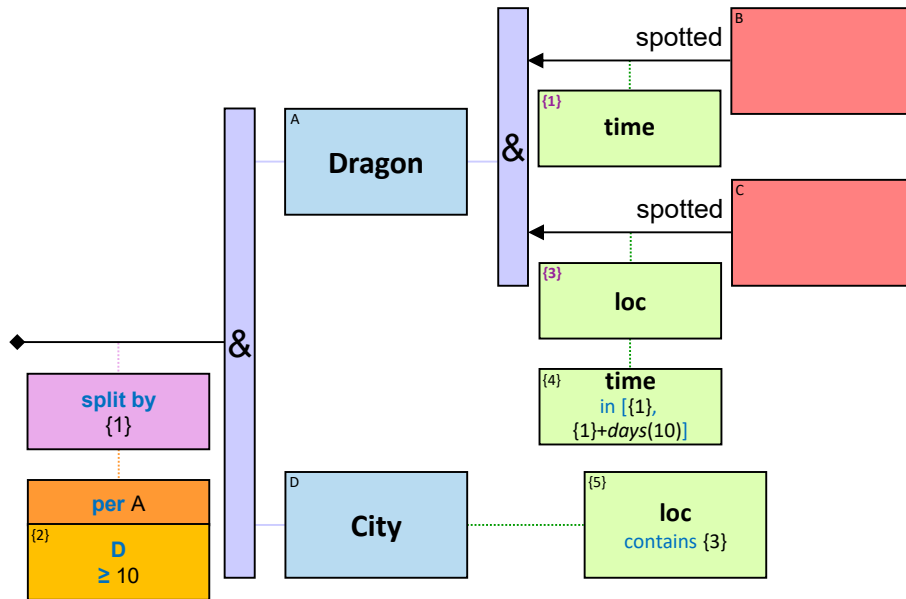 B
spotted
{1}
time
A
Dragon
&
C
spotted
{3}
loc
&
{4}
time
in [{1},
{1}+days(10)]
split by
{1}
per A
{2}
D
≥ 10
D
City
{5}
loc
contains {3}